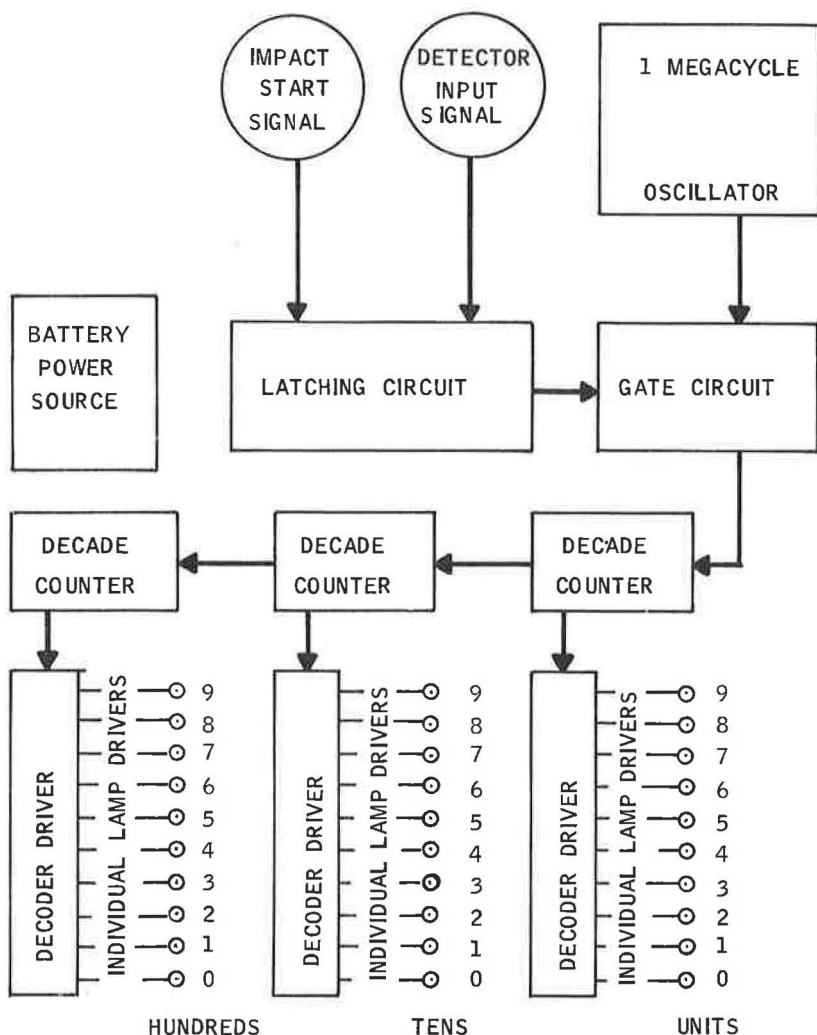 IMPACT
START
SIGNAL
DETECTOR
INPUT
SIGNAL
1 MEGACYCLE
OSCILLATOR
BATTERY
POWER
SOURCE
LATCHING CIRCUIT
GATE CIRCUIT
DECADE
COUNTER
DECADE
COUNTER
DECADE
COUNTER
DECODER DRIVER
INDIVIDUAL LAMP DRIVERS
9
8
7
6
5
4
3
2
1
0
HUNDREDS
DECODER DRIVER
INDIVIDUAL LAMP DRIVERS
9
8
7
6
5
4
3
2
1
0
TENS
DECODER DRIVER
INDIVIDUAL LAMP DRIVERS
9
8
7
6
5
4
3
2
1
0
UNITS